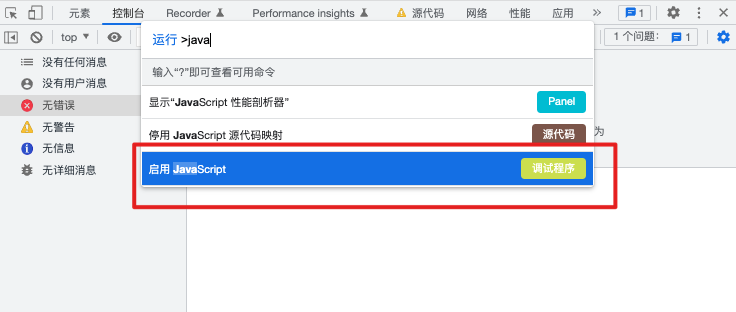 元素 控制台 Recorder Performance insights 源代码 网络 性能 应用 » 1
top 1 个问题： 1
运行 >java
输入“?”即可查看可用命令
没有任何消息
没有用户消息
无错误
无警告
无信息
无详细消息
显示“JavaScript 性能剖析器” Panel
停用 JavaScript 源代码映射 源代码
为
启用 JavaScript 调试程序